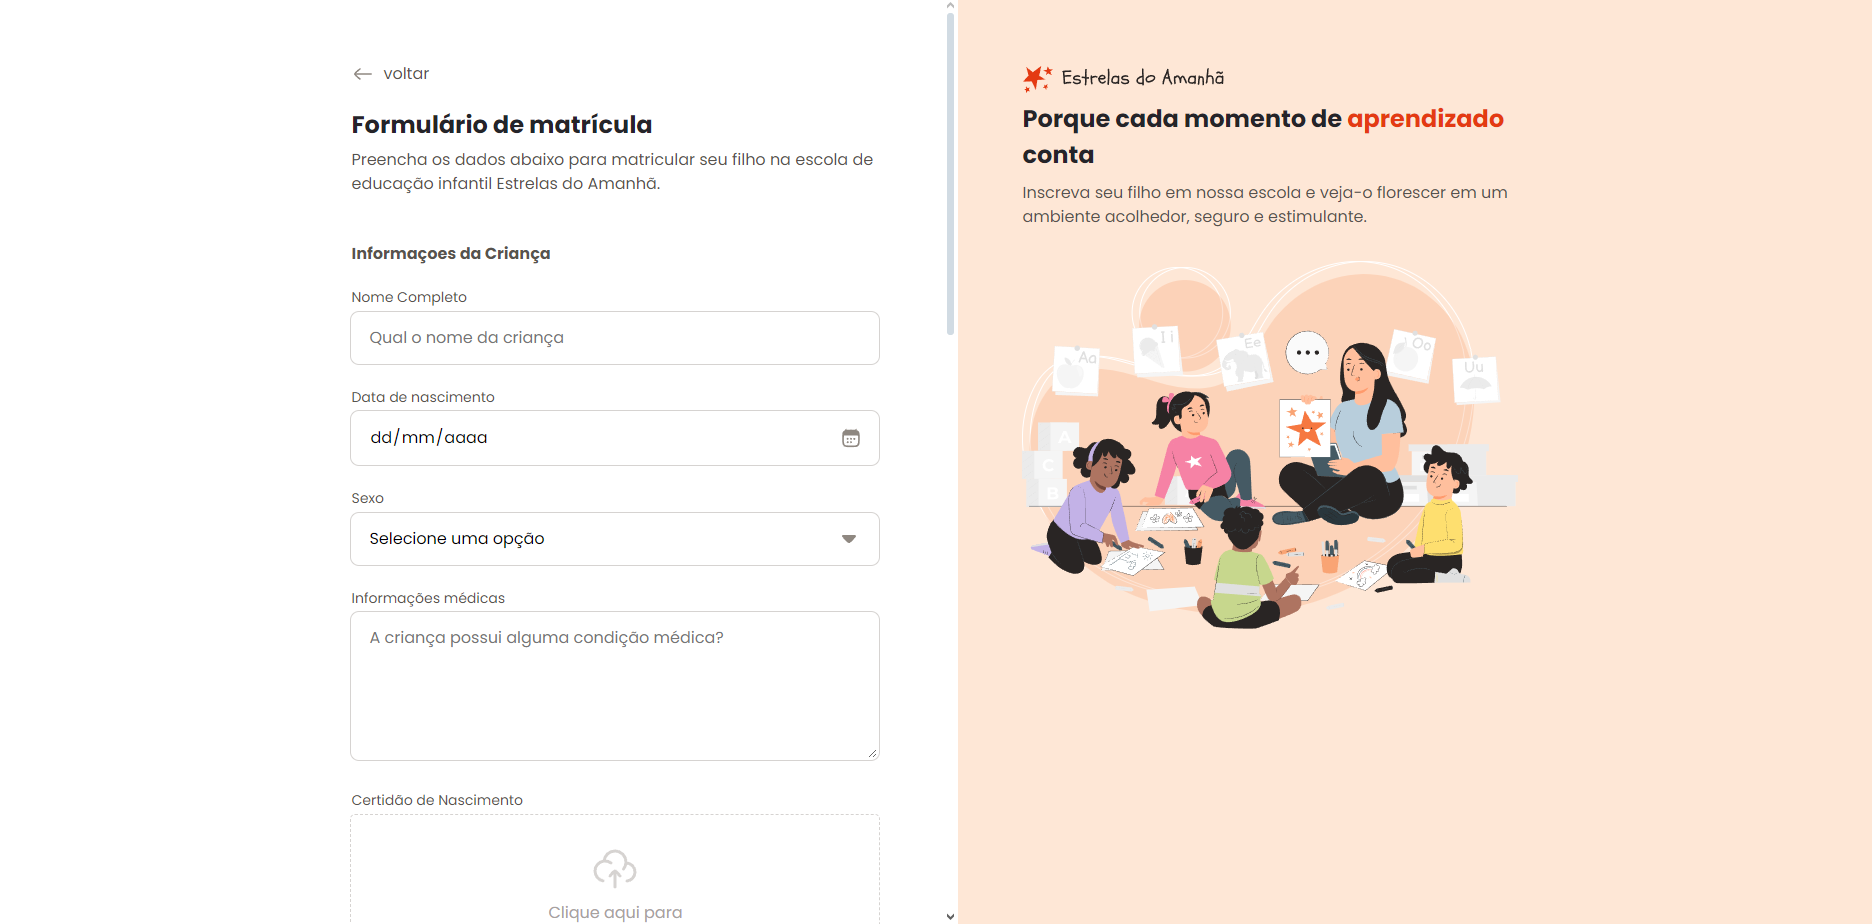 voltar
Formulário de matrícula
Preencha os dados abaixo para matricular seu filho na escola de
educação infantil Estrelas do Amanhã.
Informaçoes da Criança
Nome Completo
Qual o nome da criança
Data de nascimento
dd/mm/aaaa
Sexo
Selecione uma opção
Informações médicas
A criança possui alguma condição médica?
Certidão de Nascimento
Clique aqui para
Estrelas do Amanhã
Porque cada momento de aprendizado
conta
Inscreva seu filho em nossa escola e veja-o florescer em um
ambiente acolhedor, seguro e estimulante.
Aa
Ii
Ee
Oo
Uu
A
C
B